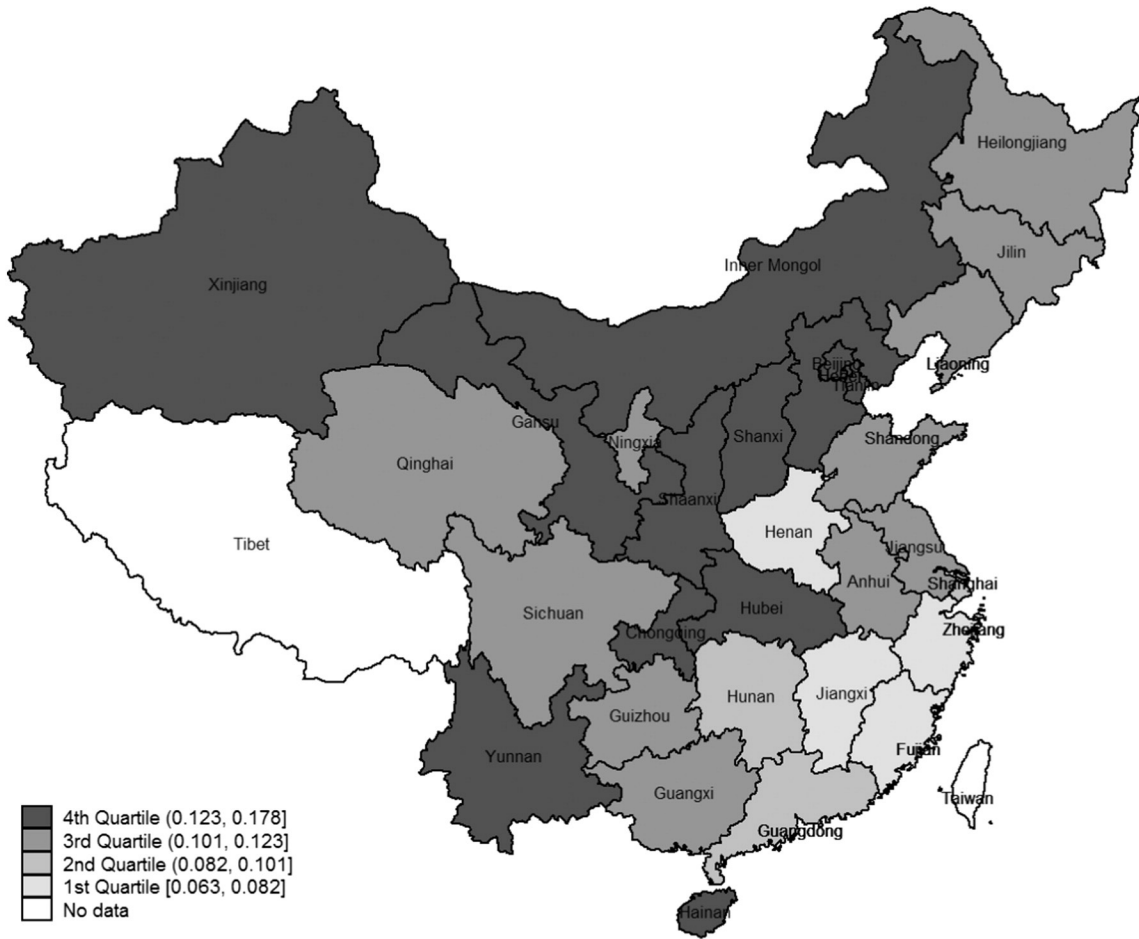 Heilongjiang
Jilin
Inner Mongol
Xinjiang
Beijing
Hebei
Tianjin
Liaoning
Gansu
Ningxia
Shanxi
Shandong
Qinghai
Shaanxi
Henan
Tibet
Jiangsu
Anhui
Shanghai
Sichuan
Hubei
Chongqing
Zhejiang
Hunan
Jiangxi
Guizhou
Yunnan
Fujian
Guangxi
Taiwan
Guangdong
Hainan
4th Quartile (0.123, 0.178]
3rd Quartile (0.101, 0.123]
2nd Quartile (0.082, 0.101]
1st Quartile [0.063, 0.082]
No data